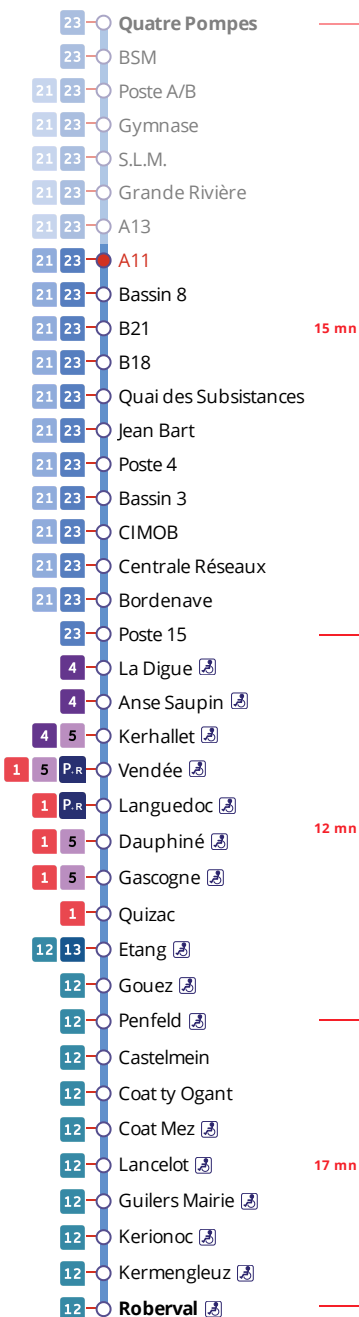 23 Quatre Pompes
23 BSM
21 23 Poste A/B
21 23 Gymnase
21 23 S.L.M.
21 23 Grande Rivière
21 23 A13
21 23 A11
21 23 Bassin 8
21 23 B21 15 mn
21 23 B18
21 23 Quai des Subsistances
21 23 Jean Bart
21 23 Poste 4
21 23 Bassin 3
21 23 CIMOB
21 23 Centrale Réseaux
21 23 Bordenave
23 Poste 15
4 La Digue
4 Anse Saupin
4 5 Kerhallet
1 5 P.R Vendée
1 P.R Languedoc
12 mn
1 5 Dauphiné
1 5 Gascogne
1 Quizac
12 13 Etang
12 Gouez
12 Penfeld
12 Castelmein
12 Coat ty Ogant
12 Coat Mez
12 Lancelot 17 mn
12 Guilers Mairie
12 Kerionoc
12 Kermengleuz
12 Roberval